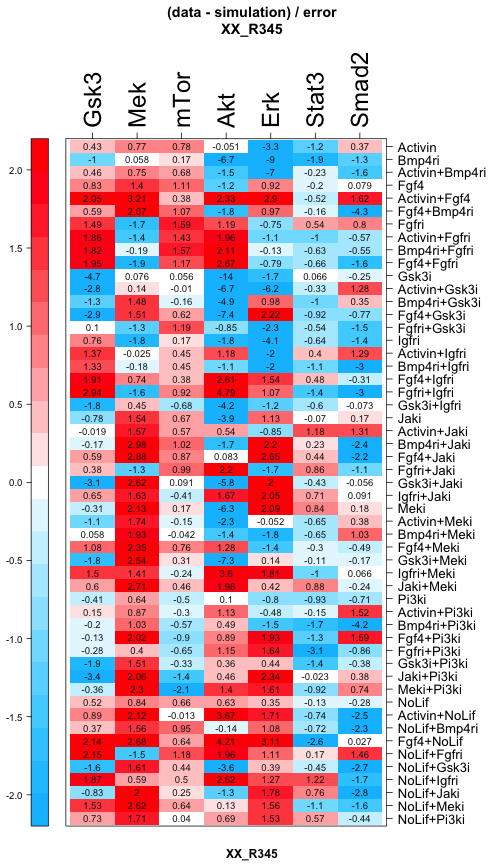 (data - simulation) / error
XX_R345
Gsk3 Mek mTor Akt Erk Stat3 Smad2
0.43 0.77 0.78 -0.051 -3.3 -1.2 0.37 Activin
-1 0.058 0.17 -6.7 -9 -1.9 -1.3 Bmp4ri
0.46 0.75 0.68 -1.5 -7 -0.23 -1.6 Activin+Bmp4ri
0.83 1.4 1.11 -1.2 0.92 -0.2 0.079 Fgf4
2.05 3.21 0.38 2.33 2.9 -0.52 1.62 Activin+Fgf4
0.59 2.07 1.07 -1.8 0.97 -0.16 -4.3 Fgf4+Bmp4ri
1.49 -1.7 1.59 1.19 -0.75 0.54 0.8 Fgfri
1.85 -1.4 1.43 1.96 -1.1 -1 -0.57 Activin+Fgfri
1.82 -0.19 1.57 2.11 -0.13 -0.63 -0.55 Bmp4ri+Fgfri
1.95 -1.9 1.17 2.67 -0.79 -0.66 -1.6 Fgf4+Fgfri
-4.7 0.076 0.056 -14 -1.7 0.066 -0.25 Gsk3i
-2.8 0.14 -0.01 -6.7 -6.2 -0.33 1.28 Activin+Gsk3i
-1.3 1.48 -0.16 -4.9 0.98 -1 0.35 Bmp4ri+Gsk3i
-2.9 1.51 0.62 -7.4 2.22 -0.92 -0.77 Fgf4+Gsk3i
0.1 -1.3 1.19 -0.85 -2.3 -0.54 -1.5 Fgfri+Gsk3i
0.76 -1.8 0.17 -1.8 -4.1 -0.64 -1.4 Igfri
1.37 -0.025 0.45 1.18 -2 0.4 1.29 Activin+Igfri
1.33 -0.18 0.45 -1.1 -2 -1.1 -3 Bmp4ri+Igfri
1.91 0.74 0.38 2.61 1.54 0.48 -0.31 Fgf4+Igfri
2.94 -1.6 0.92 4.79 1.07 -1.4 -3 Fgfri+Igfri
-1.8 0.45 -0.68 -4.2 -1.2 -0.6 -0.073 Gsk3i+Igfri
-0.78 1.54 0.67 -3.9 1.13 -0.07 0.17 Jaki
-0.019 1.57 0.57 0.54 -0.85 1.18 1.31 Activin+Jaki
-0.17 2.98 1.02 -1.7 2.2 0.23 -2.4 Bmp4ri+Jaki
0.59 2.88 0.87 0.083 2.65 0.44 -2.2 Fgf4+Jaki
0.38 -1.3 0.99 2.2 -1.7 0.86 -1.1 Fgfri+Jaki
-3.1 2.62 0.091 -5.8 2 -0.43 -0.056 Gsk3i+Jaki
0.65 1.63 -0.41 1.67 2.05 0.71 0.091 Igfri+Jaki
-0.31 2.13 0.17 -6.3 2.09 0.84 0.18 Meki
-1.1 1.74 -0.15 -2.3 -0.052 -0.65 0.38 Activin+Meki
0.058 1.93 -0.042 -1.4 -1.8 -0.65 1.03 Bmp4ri+Meki
1.08 2.35 0.76 1.28 -1.4 -0.3 -0.49 Fgf4+Meki
-1.8 2.54 0.31 -7.3 0.14 -0.11 -0.17 Gsk3i+Meki
1.5 1.41 -0.24 3.6 1.81 -1 0.066 Igfri+Meki
0.6 2.71 0.46 1.98 0.42 0.88 -0.24 Jaki+Meki
-0.41 0.64 -0.5 0.1 -0.8 -0.93 -0.71 Pi3ki
0.15 0.87 -0.3 1.13 -0.48 -0.15 1.52 Activin+Pi3ki
-0.2 1.03 -0.57 0.49 -1.5 -1.7 -4.2 Bmp4ri+Pi3ki
-0.13 2.02 -0.9 0.89 1.93 -1.3 1.59 Fgf4+Pi3ki
-0.28 0.4 -0.65 1.15 1.64 -3.1 -0.86 Fgfri+Pi3ki
-1.9 1.51 -0.33 0.36 0.44 -1.4 -0.38 Gsk3i+Pi3ki
-3.4 2.06 -1.4 0.46 2.34 -0.023 0.38 Jaki+Pi3ki
-0.36 2.3 -2.1 1.4 1.61 -0.92 0.74 Meki+Pi3ki
0.52 0.84 0.66 0.63 0.35 -0.13 -0.28 NoLif
0.89 2.12 -0.013 3.67 1.71 -0.74 -2.5 Activin+NoLif
0.37 1.56 0.95 -0.14 1.08 -0.72 -2.3 NoLif+Bmp4ri
2.14 2.68 0.64 4.21 3.11 -2.6 0.027 Fgf4+NoLif
2.15 -1.5 1.18 1.96 1.11 0.17 1.46 NoLif+Fgfri
-1.6 1.61 0.44 -3.6 0.39 -0.45 -2.7 NoLif+Gsk3i
1.87 0.59 0.5 2.62 1.27 1.22 -1.7 NoLif+Igfri
-0.83 2 0.25 -1.3 1.78 0.76 -2.8 NoLif+Jaki
1.53 2.62 0.64 0.13 1.56 -1.1 -1.6 NoLif+Meki
0.73 1.71 0.04 0.69 1.53 0.57 -0.44 NoLif+Pi3ki
2.0
1.5
1.0
0.5
0.0
-0.5
-1.0
-1.5
-2.0
XX_R345